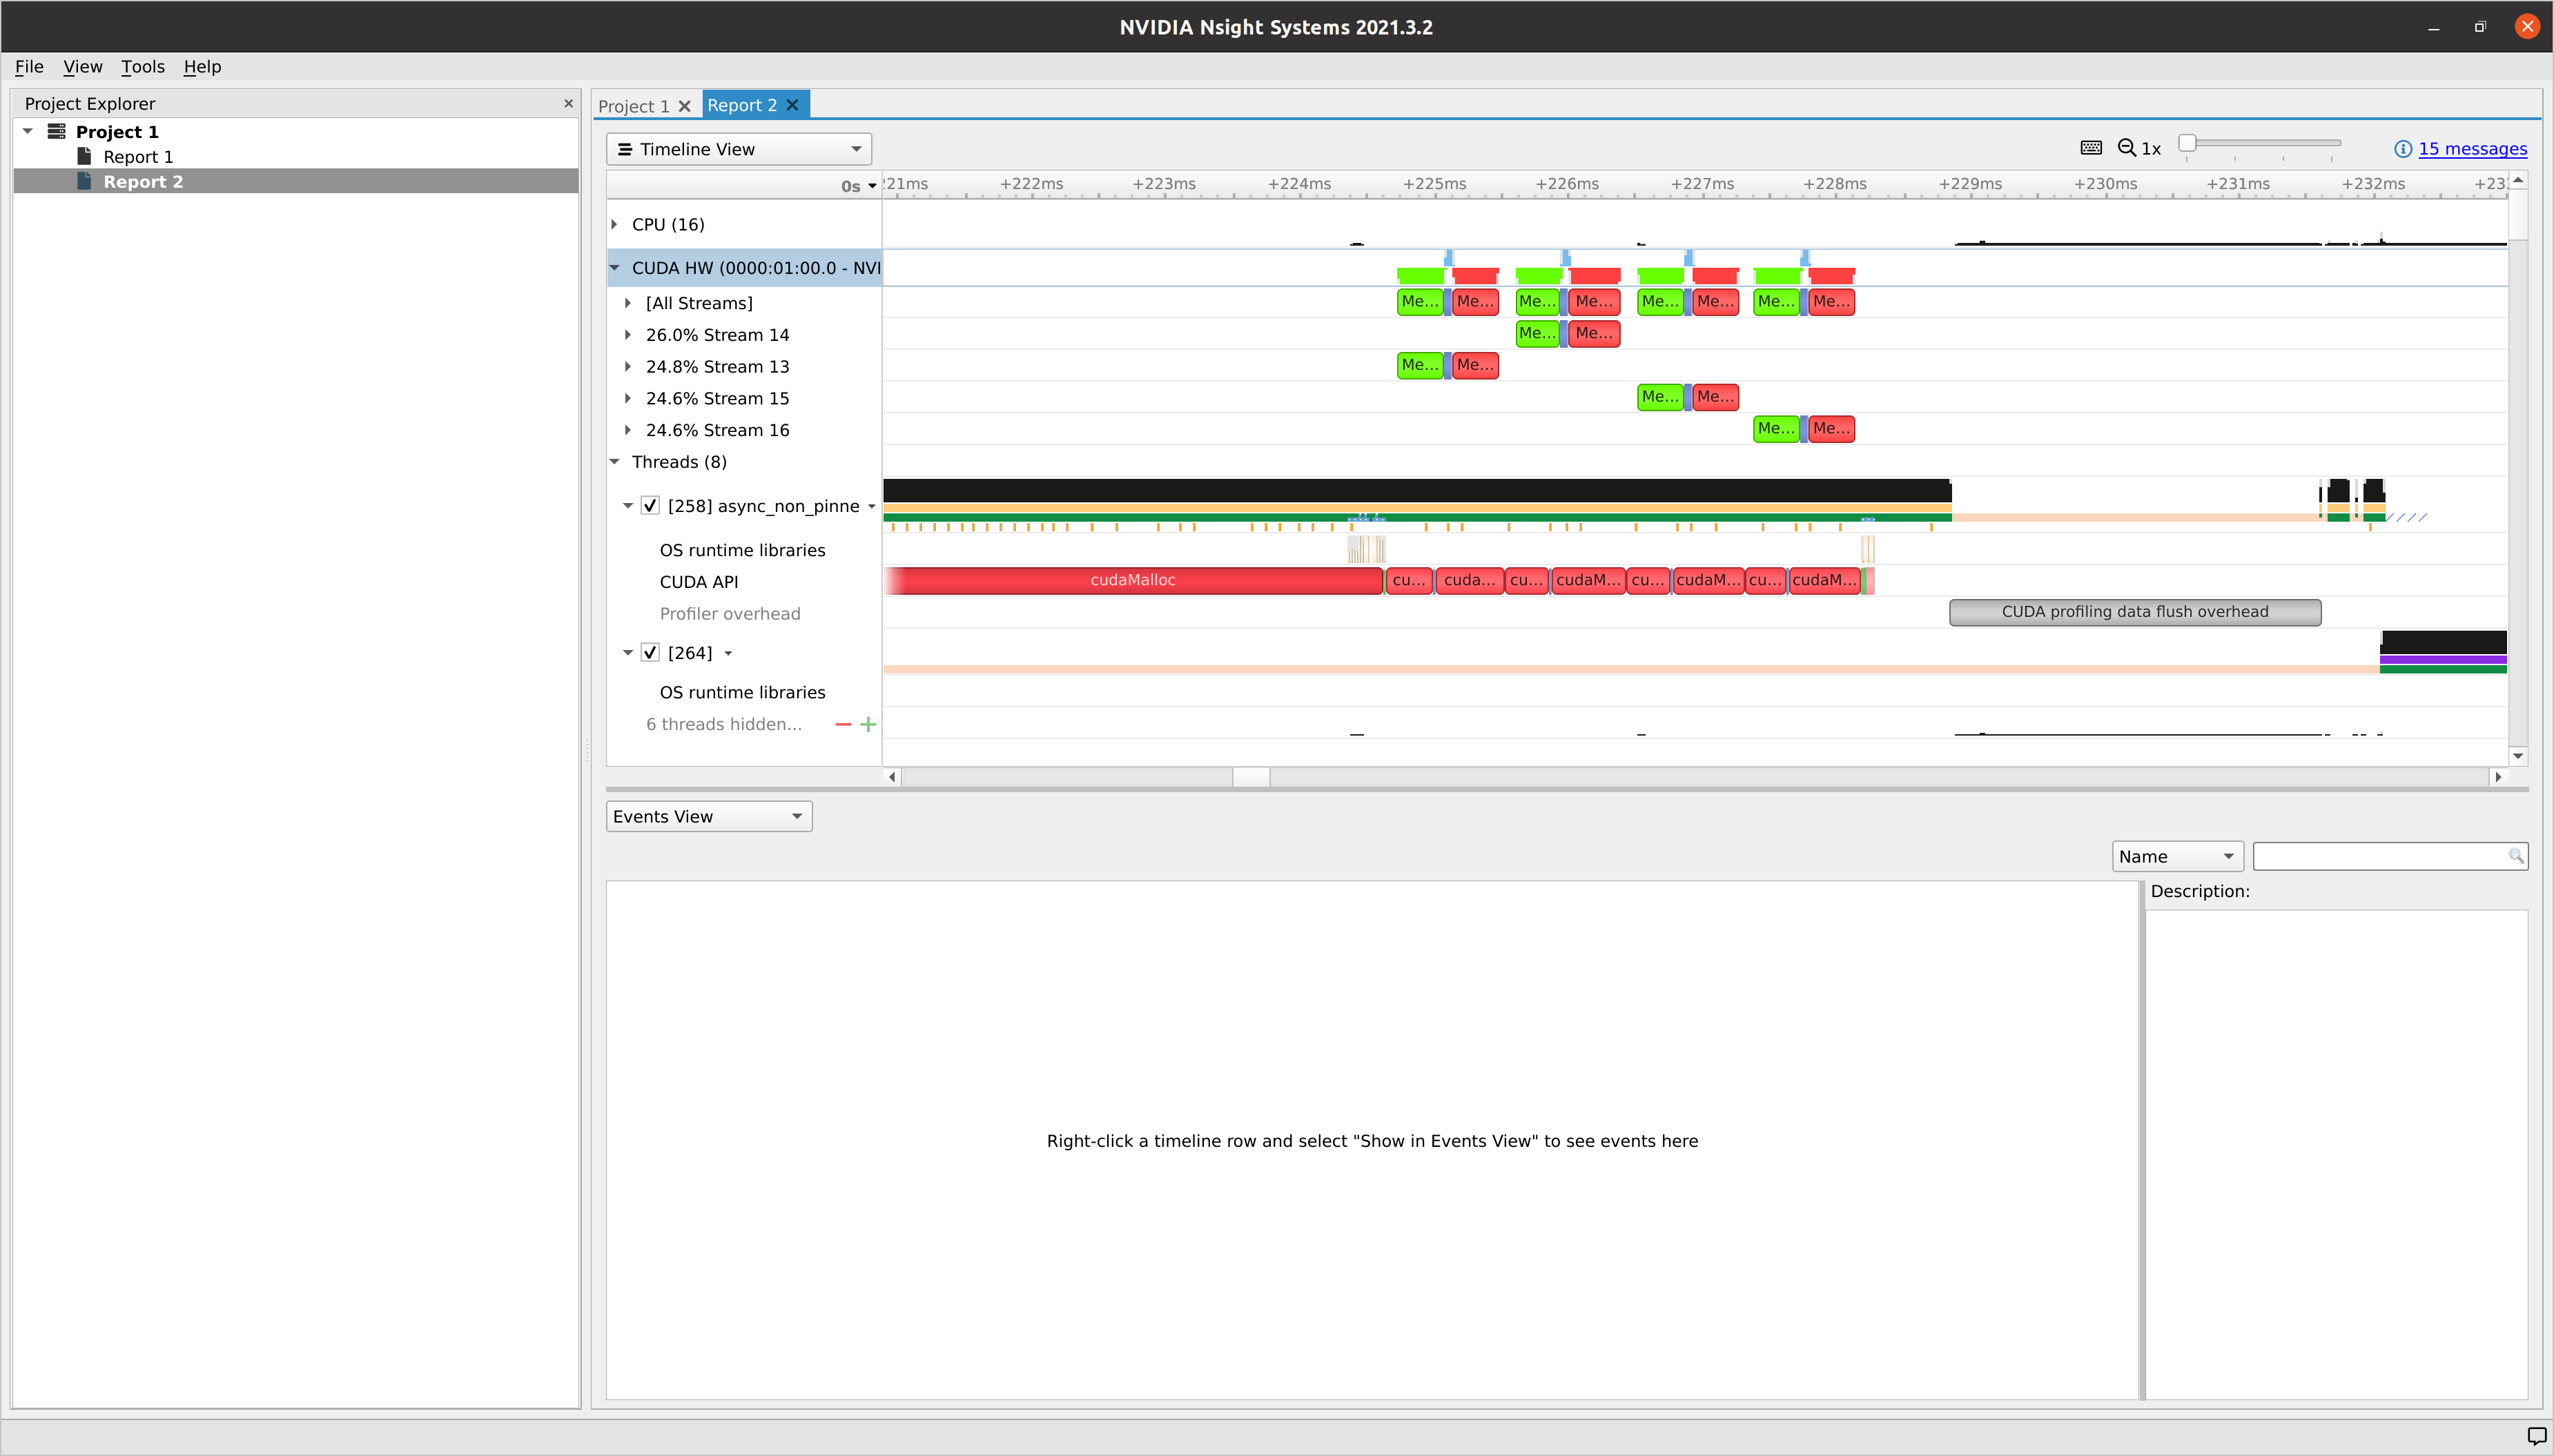 NVIDIA Nsight Systems 2021.3.2
File View Tools Help
Project Explorer
Project 1
Report 1
Report 2
Project 1 Report 2
Timeline View
1x
15 messages
0s
21ms +222ms +223ms +224ms +225ms +226ms +227ms +228ms +229ms +230ms +231ms +232ms +23
CPU (16)
CUDA HW (0000:01:00.0 - NVI
[All Streams]
Me... Me... Me... Me... Me... Me... Me... Me...
26.0% Stream 14
Me... Me...
24.8% Stream 13
Me... Me...
24.6% Stream 15
Me... Me...
24.6% Stream 16
Me... Me...
Threads (8)
[258] async_non_pinne
OS runtime libraries
CUDA API
cudaMalloc cu... cuda... cu... cudaM... cu... cudaM... cu... cudaM...
Profiler overhead
CUDA profiling data flush overhead
[264]
OS runtime libraries
6 threads hidden...
Events View
Name
Description:
Right-click a timeline row and select "Show in Events View" to see events here